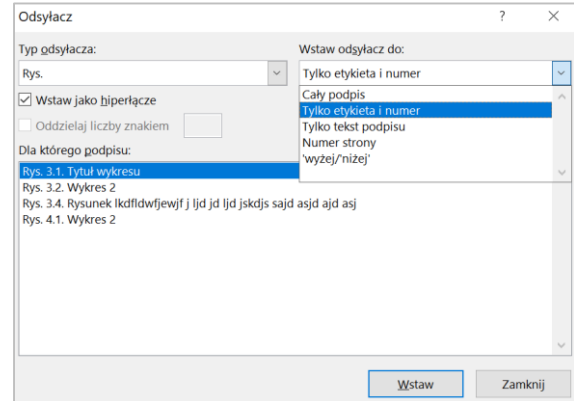 Odsyłacz
Typ odsyłacza:
Wstaw odsyłacz do:
Rys.
Tylko etykieta i numer
Wstaw jako hiperłącze
Oddzielaj liczby znakiem
Cały podpis
Tylko etykieta i numer
Tylko tekst podpisu
Numer strony
'wyżej/'niżej'
Dla którego podpisu:
Rys. 3.1. Tytuł wykresu
Rys. 3.2. Wykres 2
Rys. 3.4. Rysunek lkdfldwfjewjf j ljd jd ljd jskdjs sajd asjd ajd asj
Rys. 4.1. Wykres 2
Wstaw
Zamknij